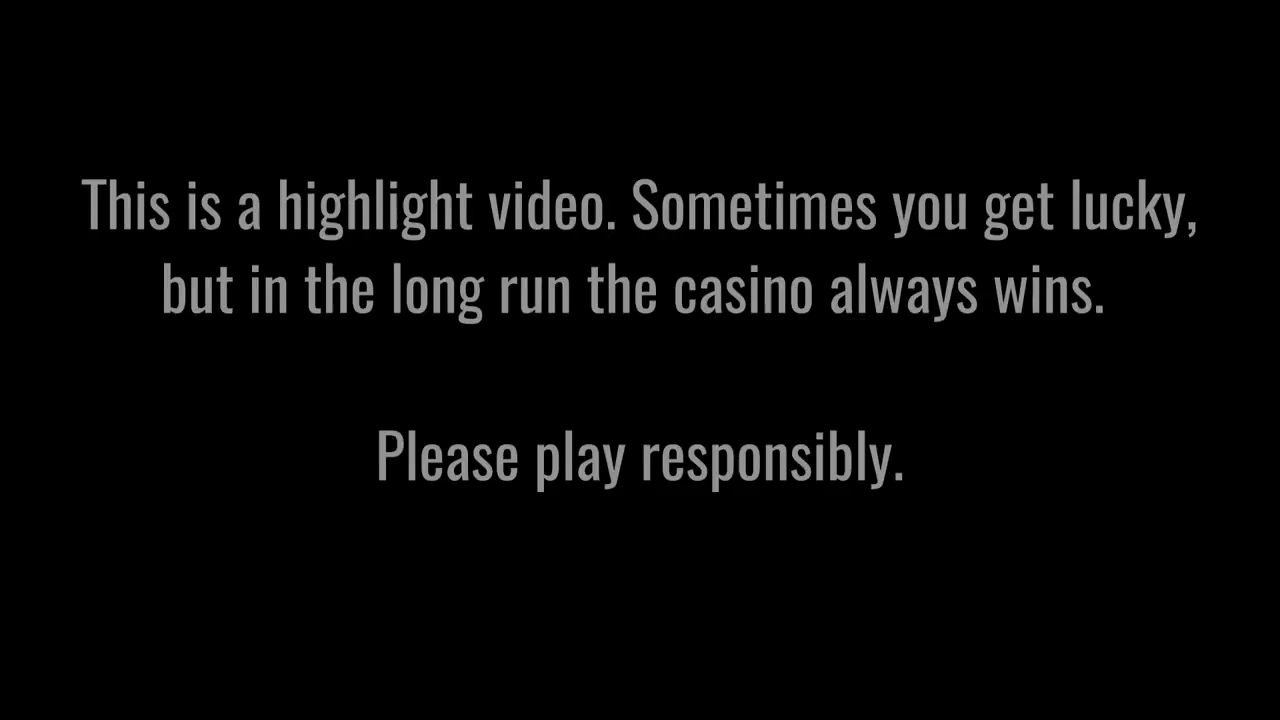 This is a highlight video. Sometimes you get lucky,
but in the long run the casino always wins.
Please play responsibly.